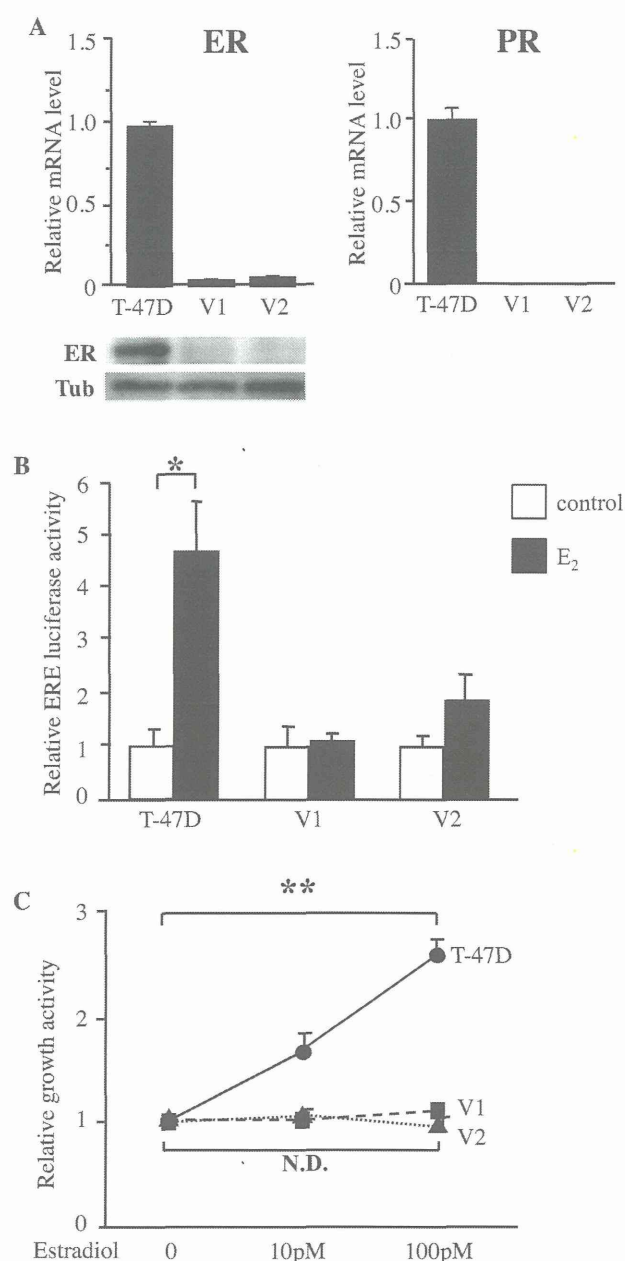 A
ER
Relative mRNA level
1.5
1.0
0.5
0
T-47D V1 V2
PR
Relative mRNA level
1.5
1.0
0.5
0
T-47D V1 V2
ER
Tub
B
Relative ERE luciferase activity
6
5
4
3
2
1
0
*
control
E₂
T-47D V1 V2
C
Relative growth activity
3
2
1
0
**
T-47D
V1
V2
N.D.
Estradiol 0 10pM 100pM